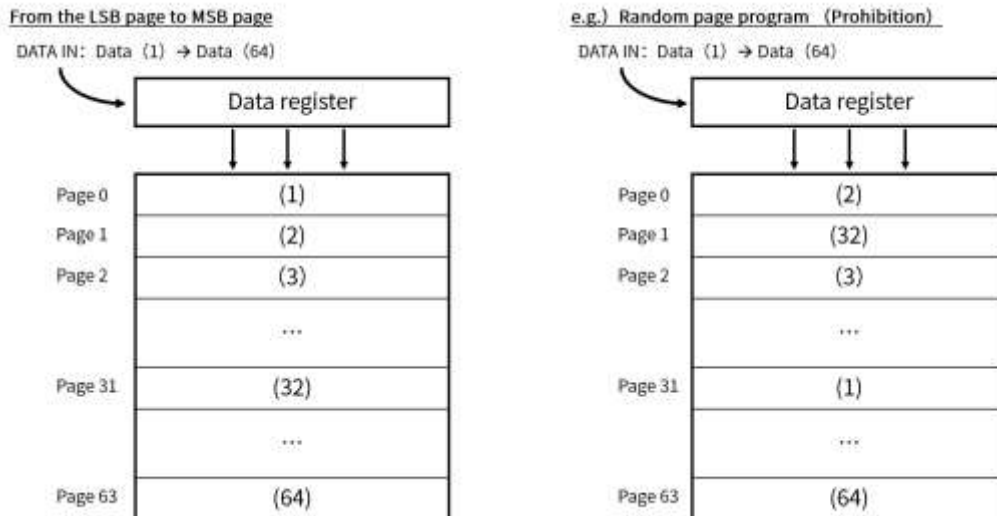 From the LSB page to MSB page
DATA IN: Data (1) → Data (64)
Data register
Page 0 (1)
Page 1 (2)
Page 2 (3)
...
Page 31 (32)
...
Page 63 (64)
e.g.) Random page program (Prohibition)
DATA IN: Data (1) → Data (64)
Data register
Page 0 (2)
Page 1 (32)
Page 2 (3)
...
Page 31 (1)
...
Page 63 (64)